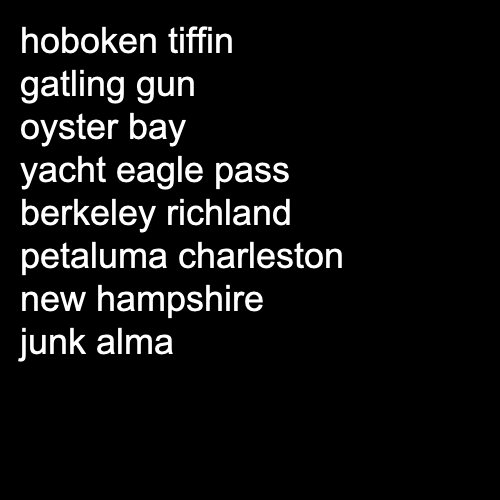 hoboken tiffin
gatling gun
oyster bay
yacht eagle pass
berkeley richland
petaluma charleston
new hampshire
junk alma